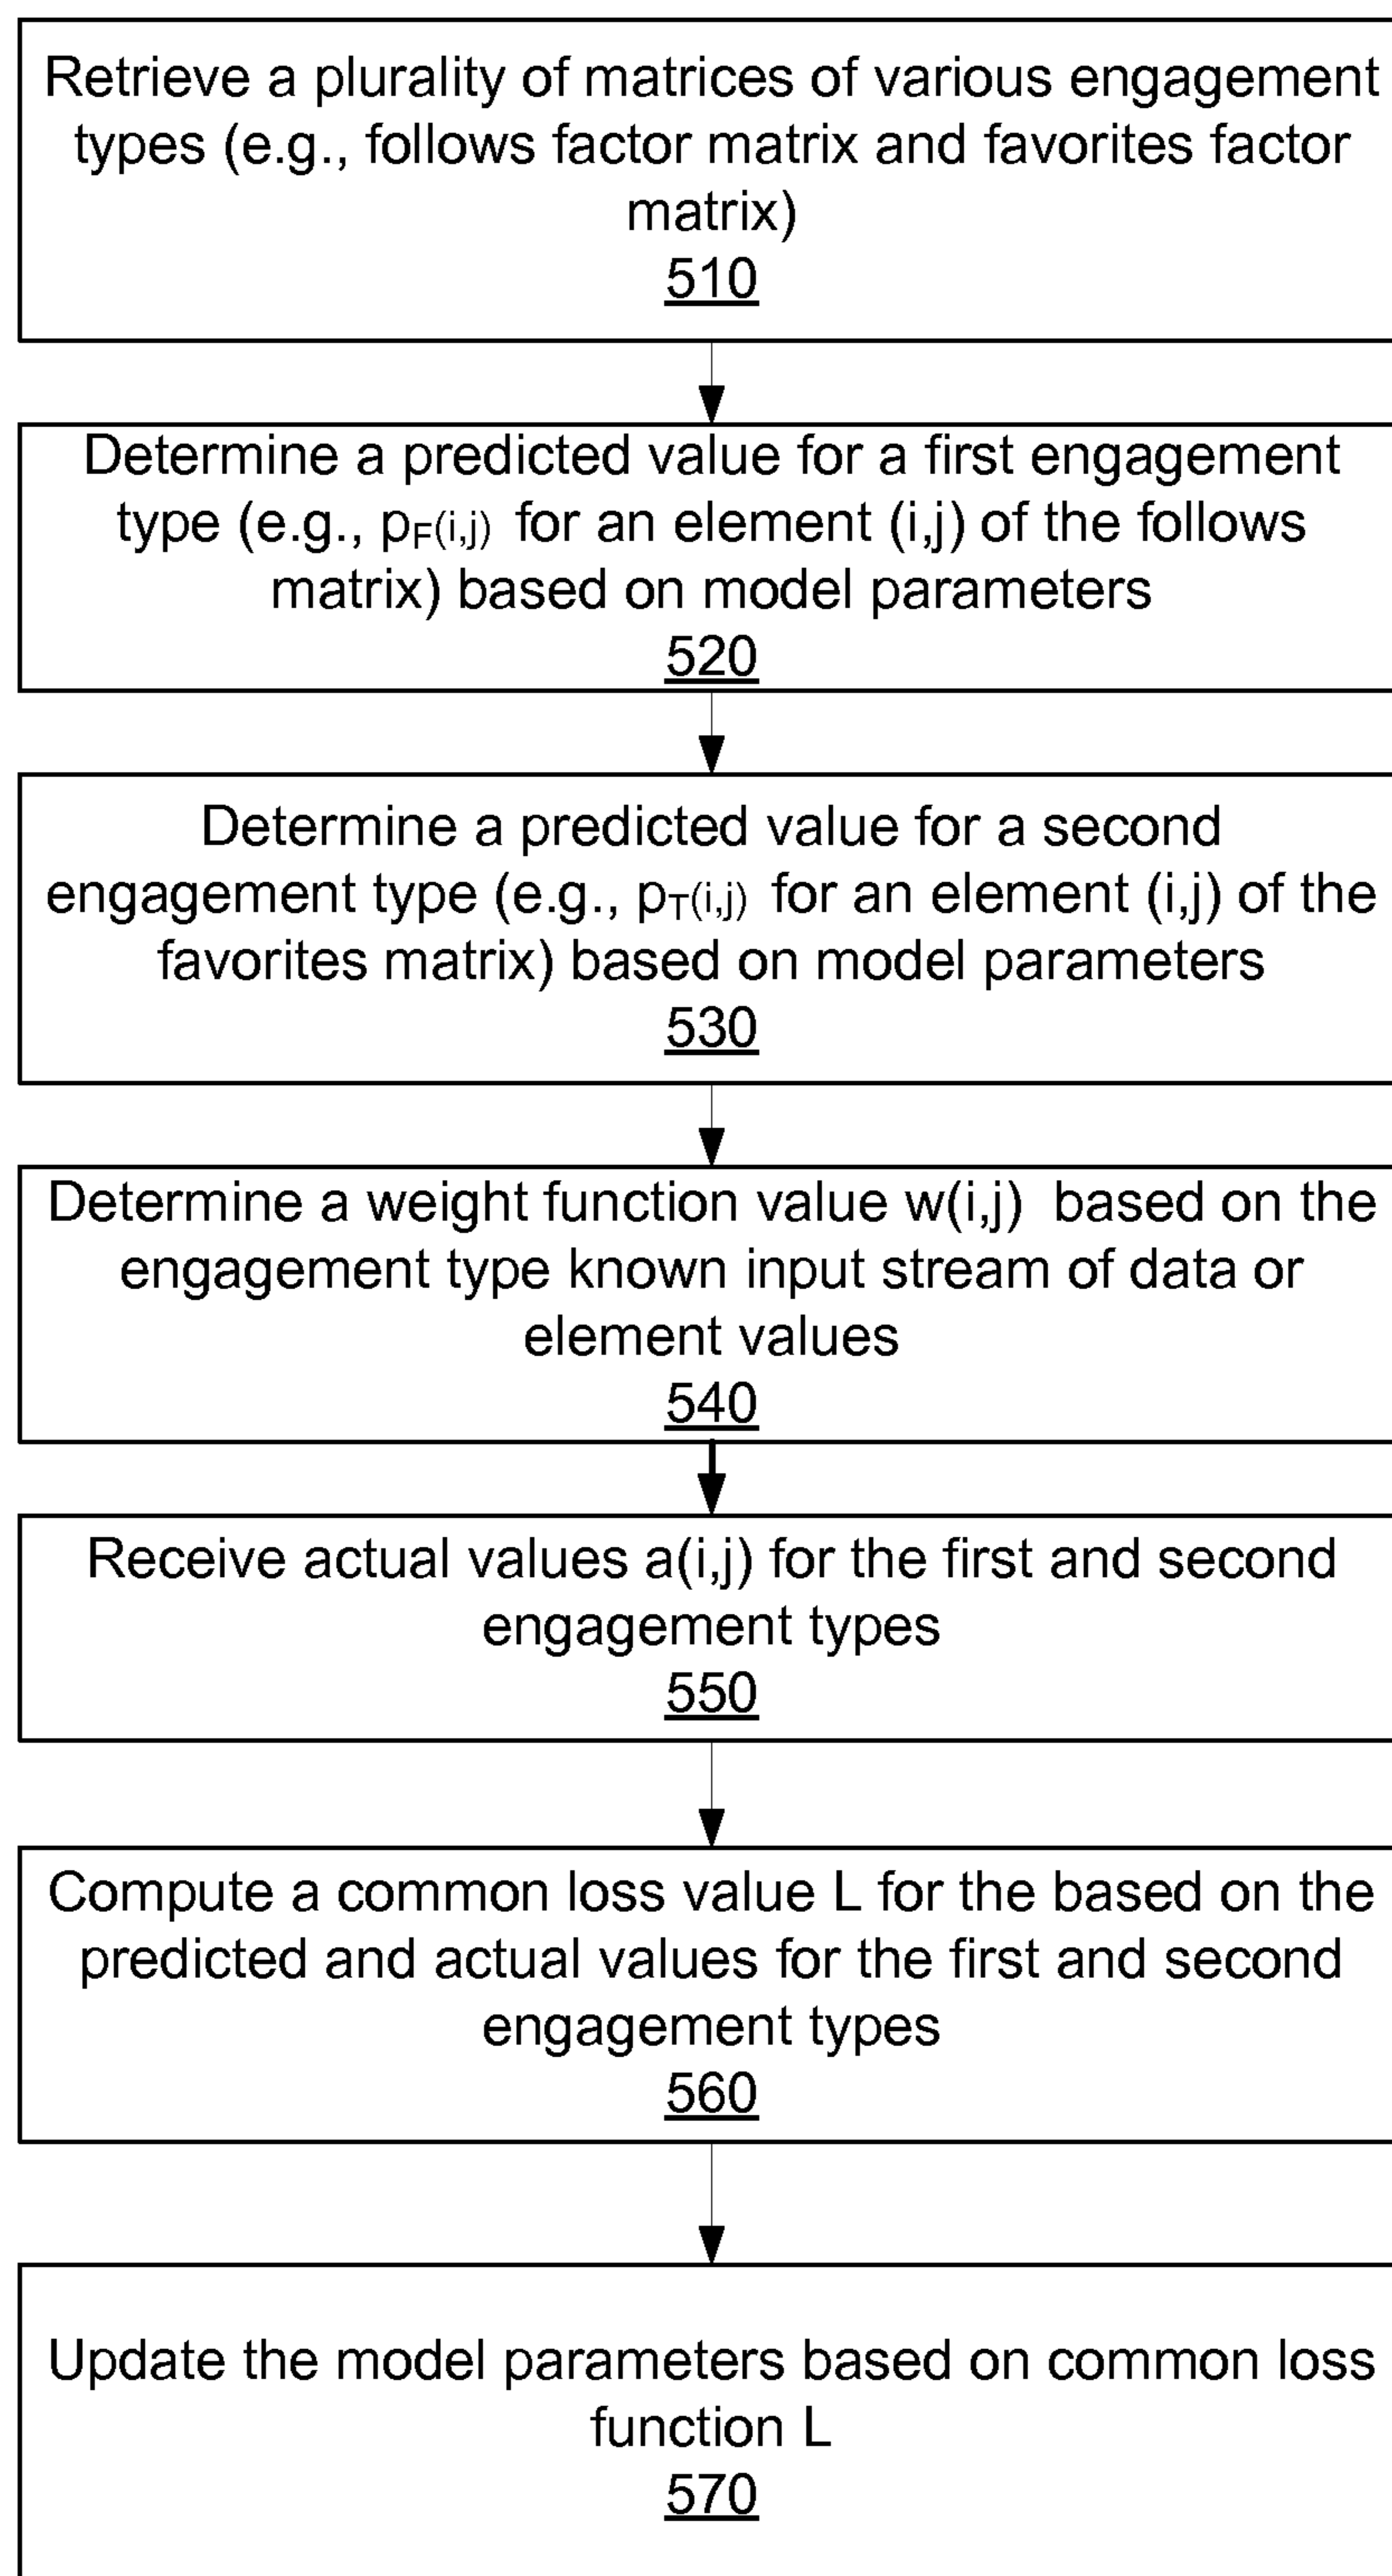 Retrieve a plurality of matrices of various engagement
types (e.g., follows factor matrix and favorites factor
matrix)
510
Determine a predicted value for a first engagement
type (e.g., pF(i,j) for an element (i,j) of the follows
matrix) based on model parameters
520
Determine a predicted value for a second
engagement type (e.g., pT(i,j) for an element (i,j) of the
favorites matrix) based on model parameters
530
Determine a weight function value w(i,j) based on the
engagement type known input stream of data or
element values
540
Receive actual values a(i,j) for the first and second
engagement types
550
Compute a common loss value L for the based on the
predicted and actual values for the first and second
engagement types
560
Update the model parameters based on common loss
function L
570